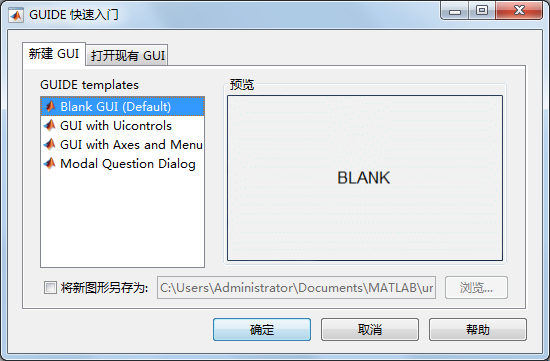 GUIDE 快速入门
新建 GUI 打开现有 GUI
GUIDE templates
Blank GUI (Default)
GUI with Uicontrols
GUI with Axes and Menu
Modal Question Dialog
预览
BLANK
将新图形另存为: C:\Users\Administrator\Documents\MATLAB\ur 浏览...
确定 取消 帮助